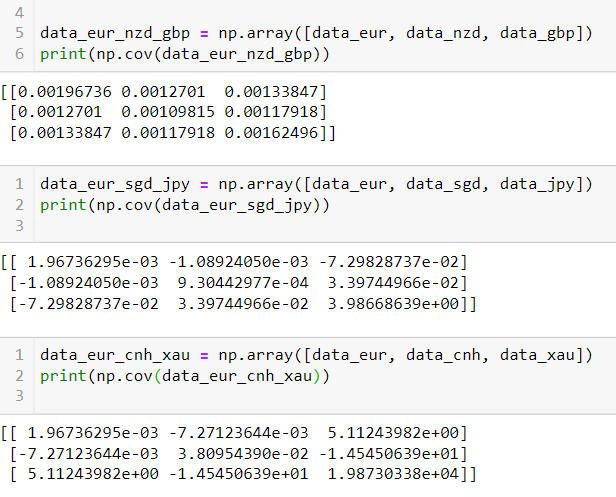 4
5 data_eur_nzd_gbp = np.array([data_eur, data_nzd, data_gbp])
6 print(np.cov(data_eur_nzd_gbp))
[[0.00196736 0.0012701  0.00133847]
 [0.0012701  0.00109815 0.00117918]
 [0.00133847 0.00117918 0.00162496]]
1 data_eur_sgd_jpy = np.array([data_eur, data_sgd, data_jpy])
2 print(np.cov(data_eur_sgd_jpy))
3
[[ 1.96736295e-03 -1.08924050e-03 -7.29828737e-02]
 [-1.08924050e-03  9.30442977e-04  3.39744966e-02]
 [-7.29828737e-02  3.39744966e-02  3.98668639e+00]]
1 data_eur_cnh_xau = np.array([data_eur, data_cnh, data_xau])
2 print(np.cov(data_eur_cnh_xau))
3
[[ 1.96736295e-03 -7.27123644e-03  5.11243982e+00]
 [-7.27123644e-03  3.80954390e-02 -1.45450639e+01]
 [ 5.11243982e+00 -1.45450639e+01  1.98730338e+04]]